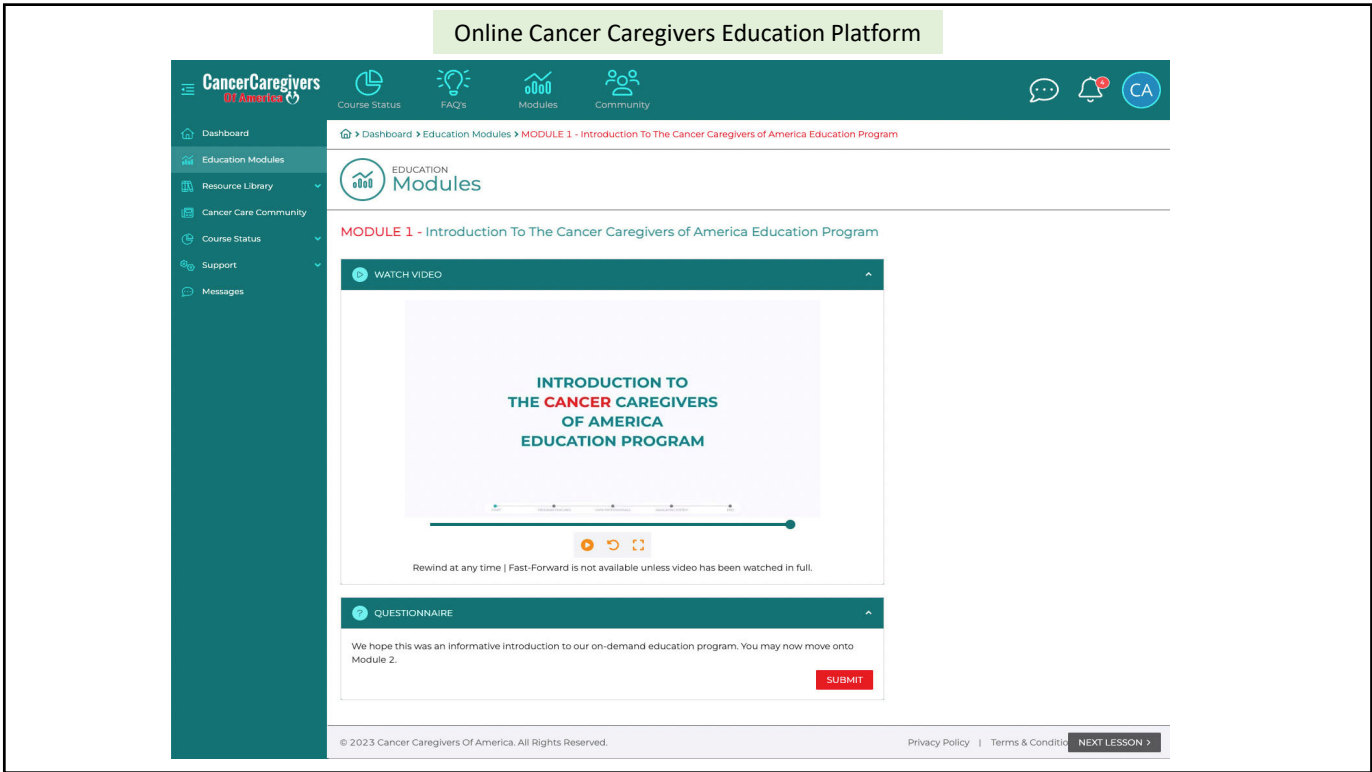 Online Cancer Caregivers Education Platform
CancerCaregivers
Of America
Course Status
FAQ's
Modules
Community
4
CA
Dashboard
Education Modules
Resource Library
Cancer Care Community
Course Status
Support
Messages
> Dashboard > Education Modules > MODULE 1 - Introduction To The Cancer Caregivers of America Education Program
EDUCATION
Modules
MODULE 1 - Introduction To The Cancer Caregivers of America Education Program
WATCH VIDEO
INTRODUCTION TO
THE CANCER CAREGIVERS
OF AMERICA
EDUCATION PROGRAM
Rewind at any time | Fast-Forward is not available unless video has been watched in full.
? QUESTIONNAIRE
We hope this was an informative introduction to our on-demand education program. You may now move onto
Module 2.
SUBMIT
© 2023 Cancer Caregivers Of America. All Rights Reserved.
Privacy Policy | Terms & Conditio
NEXT LESSON >